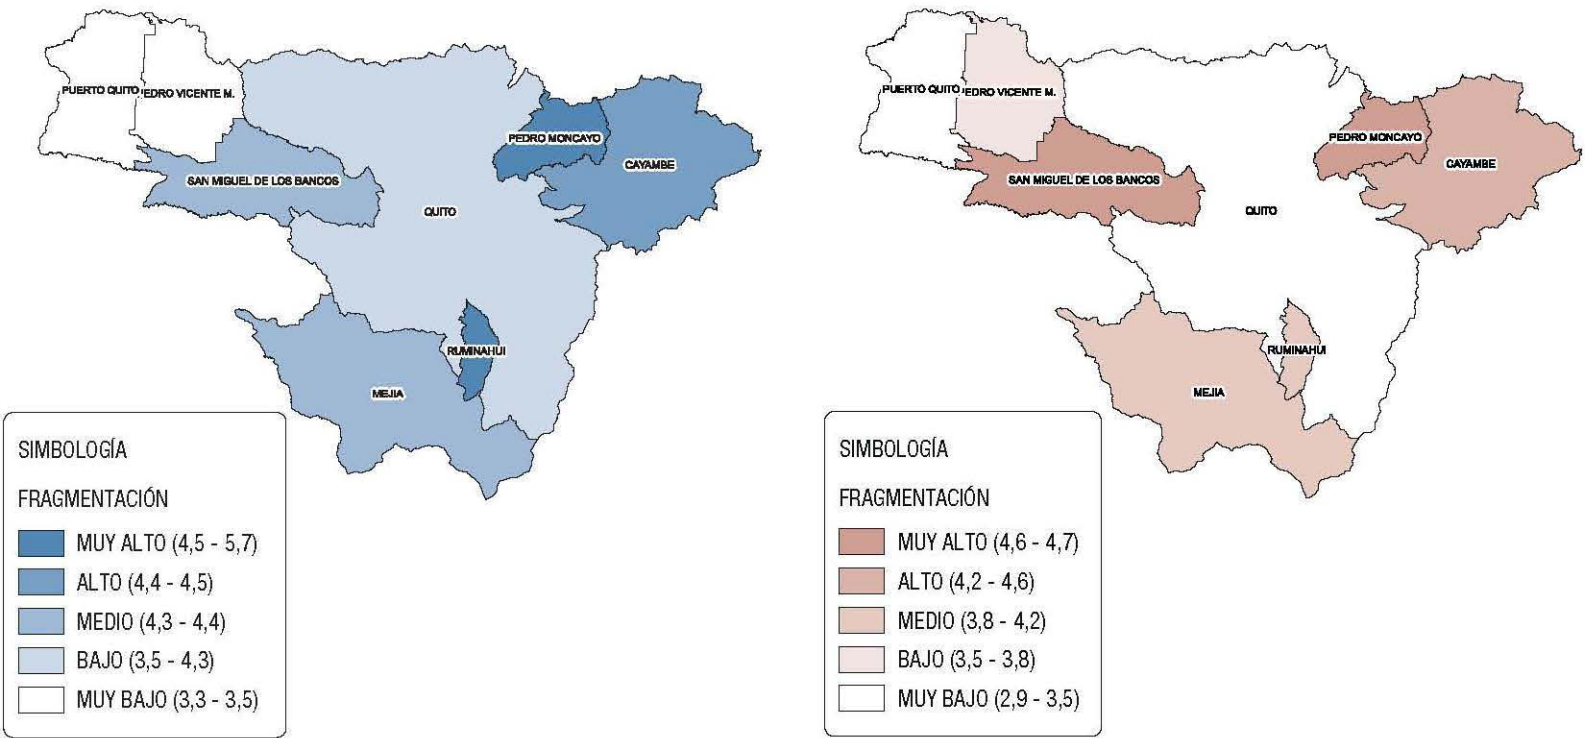 PUERTO QUITO
EDRO VICENTE M.
PEDRO MONCAYO
CAYAMBE
SAN MIGUEL DE LOS BANCOS
QUITO
RUMINAHUI
MEJIA
SIMBOLOGÍA
FRAGMENTACIÓN
MUY ALTO (4,5 - 5,7)
ALTO (4,4 - 4,5)
MEDIO (4,3 - 4,4)
BAJO (3,5 - 4,3)
MUY BAJO (3,3 - 3,5)
PUERTO QUITO
EDRO VICENTE M.
PEDRO MONCAYO
CAYAMBE
SAN MIGUEL DE LOS BANCOS
QUITO
RUMINAHUI
MEJIA
SIMBOLOGÍA
FRAGMENTACIÓN
MUY ALTO (4,6 - 4,7)
ALTO (4,2 - 4,6)
MEDIO (3,8 - 4,2)
BAJO (3,5 - 3,8)
MUY BAJO (2,9 - 3,5)